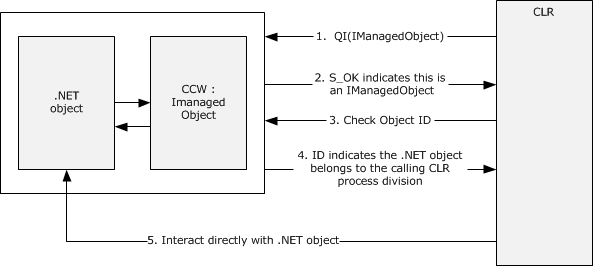 CLR
1. QI(IManagedObject)
.NET
object
CCW :
Imanaged
Object
2. S_OK indicates this is
an IManagedObject
3. Check Object ID
4. ID indicates the .NET object
belongs to the calling CLR
process division
5. Interact directly with .NET object